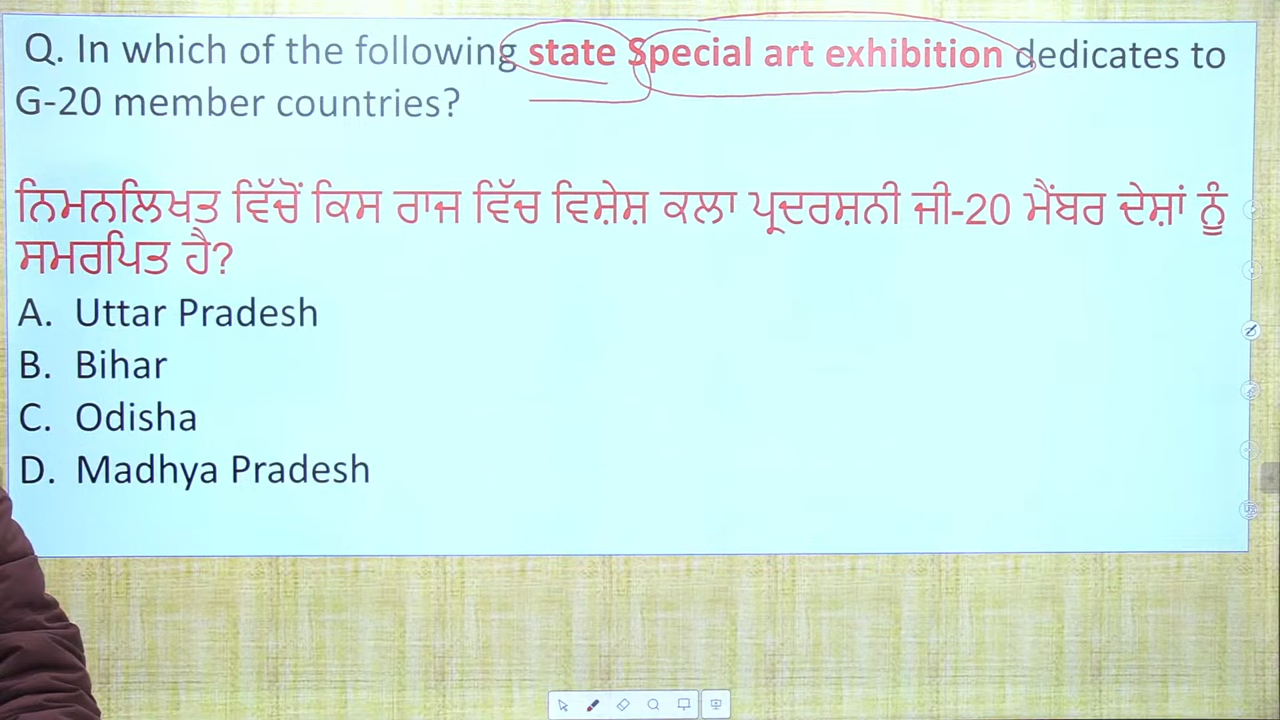 Q. In which of the following state Special art exhibition dedicates to
G-20 member countries?
ਨਿਮਨਲਿਖਤ ਵਿੱਚੋਂ ਕਿਸ ਰਾਜ ਵਿੱਚ ਵਿਸ਼ੇਸ਼ ਕਲਾ ਪ੍ਰਦਰਸ਼ਨੀ ਜੀ-20 ਮੈਂਬਰ ਦੇਸ਼ਾਂ ਨੂੰ
ਸਮਰਪਿਤ ਹੈ?
A. Uttar Pradesh
B. Bihar
C. Odisha
D. Madhya Pradesh